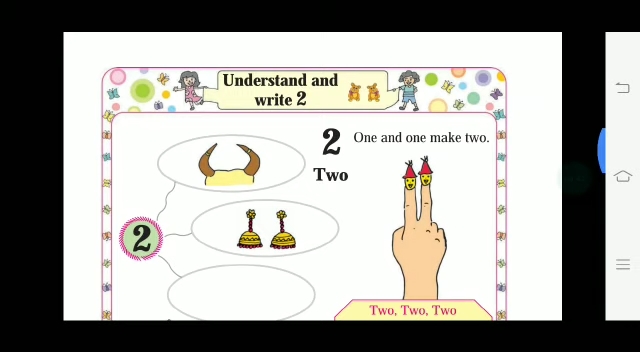 Understand and
write 2
2
One and one make two.
Two
2
Two, Two, Two